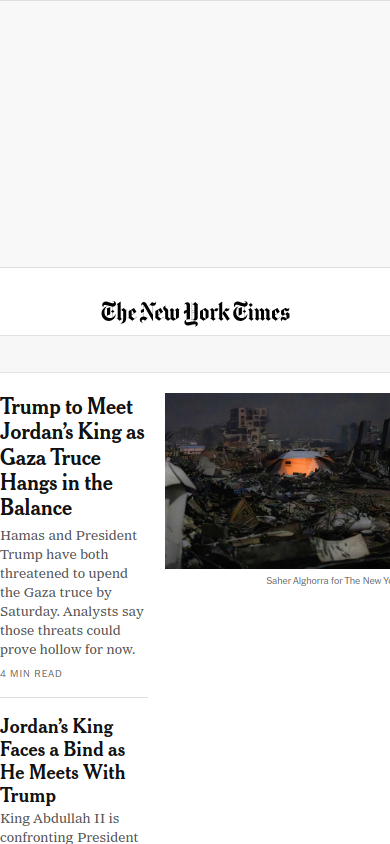 The New York Times
Trump to Meet
Jordan’s King as
Gaza Truce
Hangs in the
Balance
Hamas and President
Trump have both
threatened to upend
the Gaza truce by
Saturday. Analysts say
those threats could
prove hollow for now.
4 MIN READ
Saher Alghorra for The New Yo
Jordan’s King
Faces a Bind as
He Meets With
Trump
King Abdullah II is
confronting President